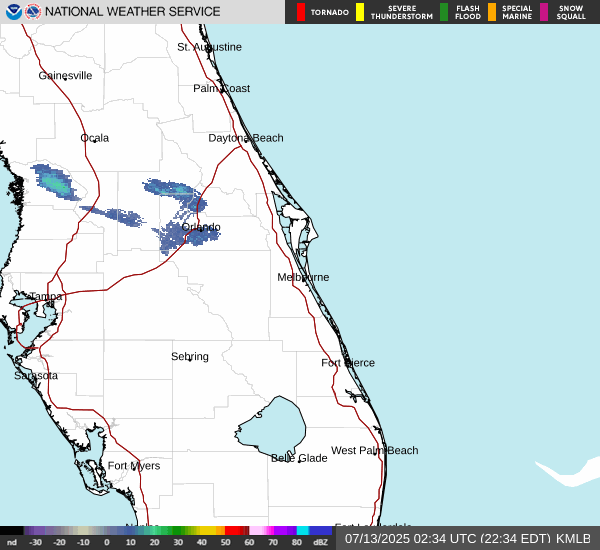 NATIONAL WEATHER SERVICE
TORNADO
SEVERE THUNDERSTORM
FLASH FLOOD
SPECIAL MARINE
SNOW SQUALL
St. Augustine
Gainesville
Palm Coast
Ocala
Daytona Beach
Orlando
Melbourne
Tampa
Sebring
Fort Pierce
Sarasota
West Palm Beach
Belle Glade
Fort Myers
nd -30 -20 -10 0 10 20 30 40 50 60 70 80 dBZ
07/13/2025 02:34 UTC (22:34 EDT) KMLB